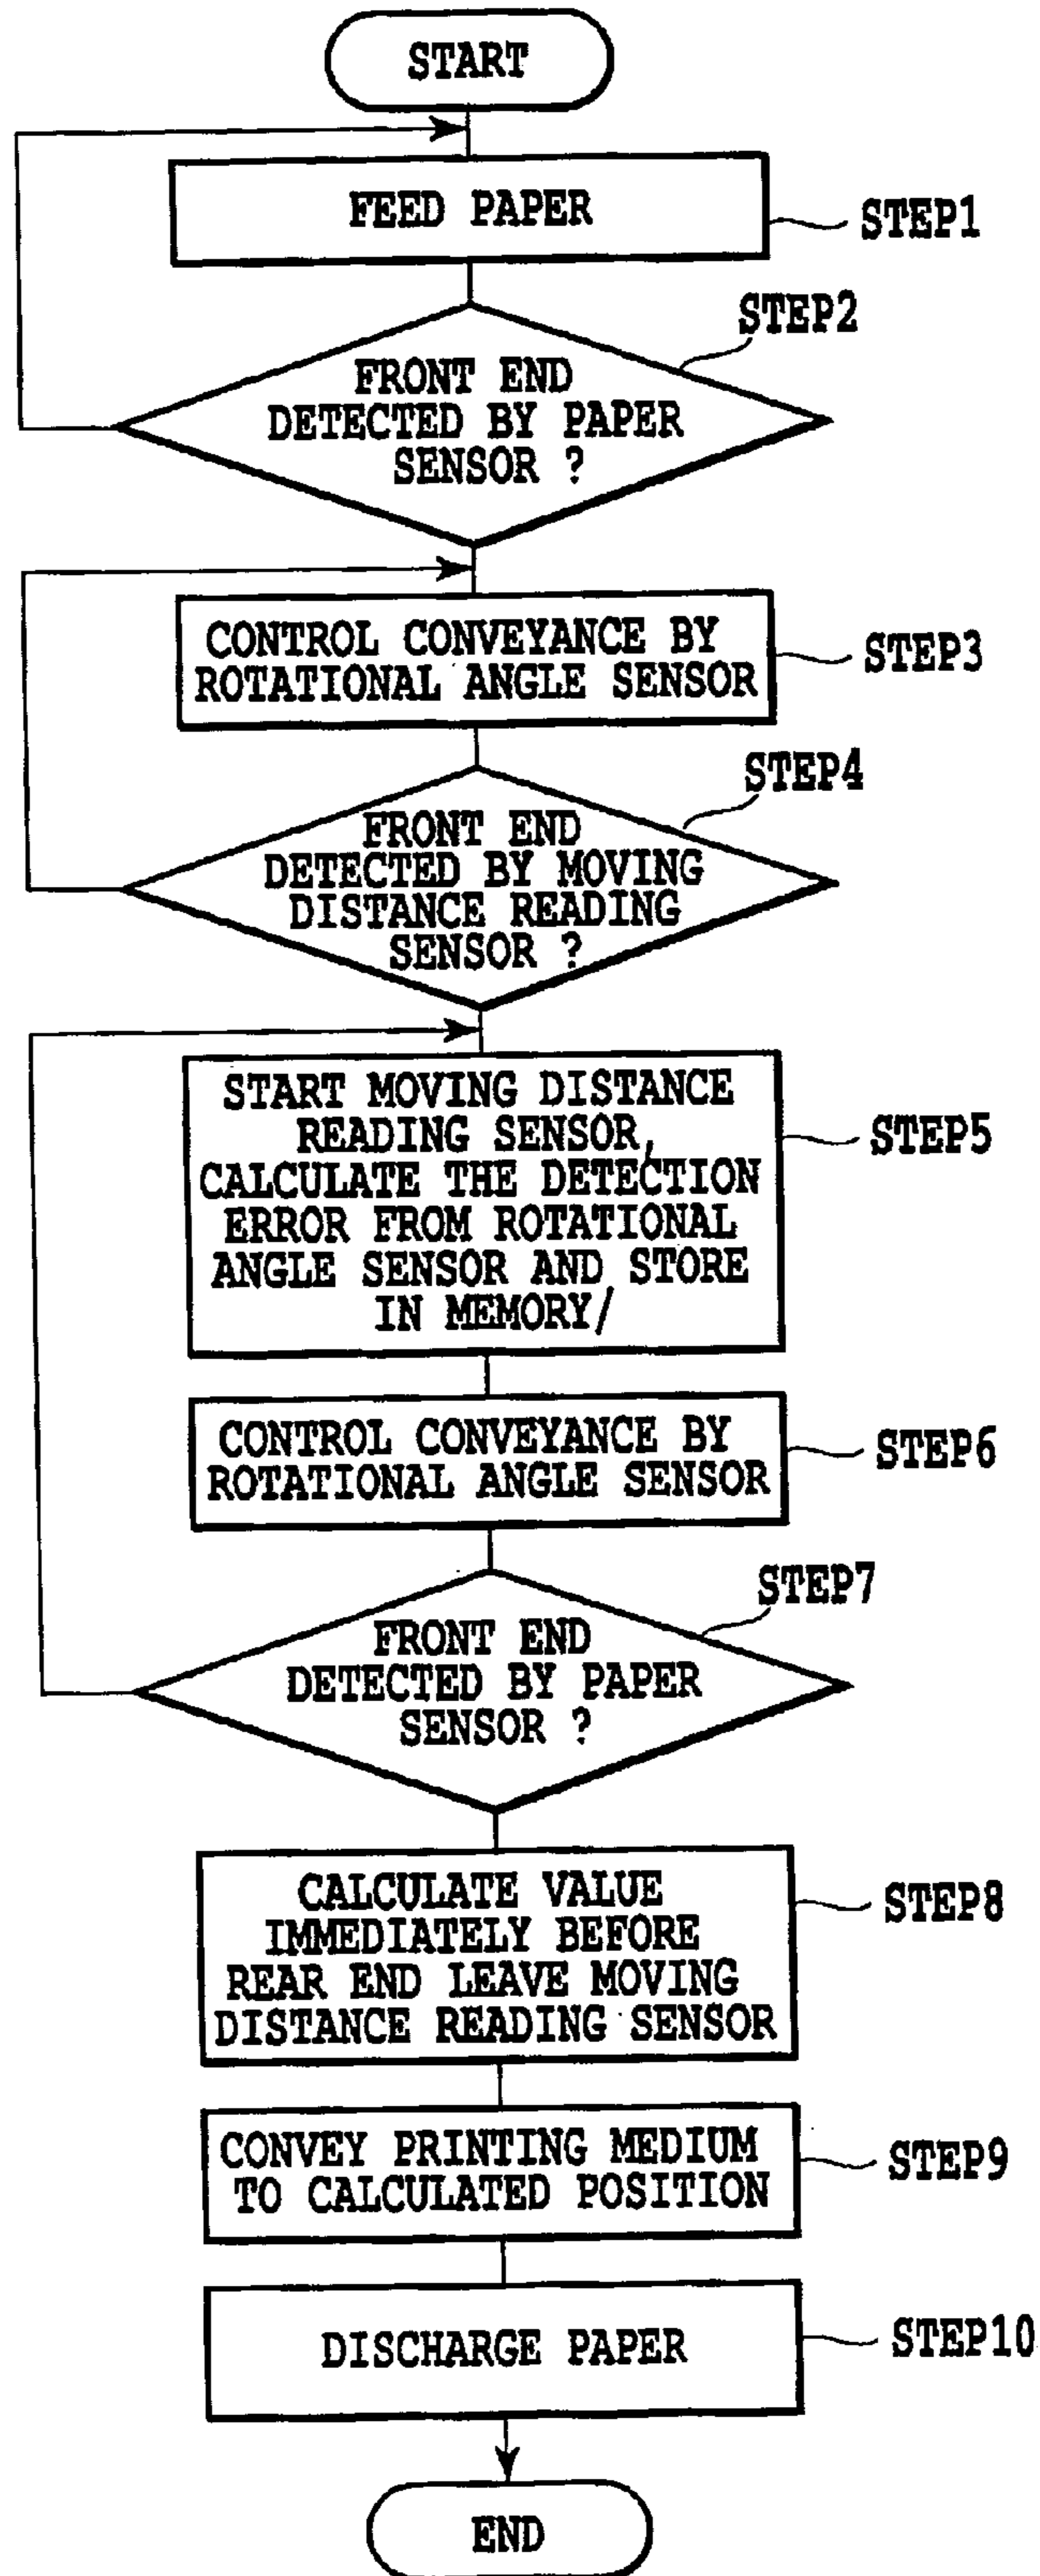 START
FEED PAPER
STEP1
STEP2
FRONT END
DETECTED BY PAPER
SENSOR ?
CONTROL CONVEYANCE BY
ROTATIONAL ANGLE SENSOR
STEP3
STEP4
FRONT END
DETECTED BY MOVING
DISTANCE READING
SENSOR ?
START MOVING DISTANCE
READING SENSOR,
CALCULATE THE DETECTION
ERROR FROM ROTATIONAL
ANGLE SENSOR AND STORE
IN MEMORY/
STEP5
CONTROL CONVEYANCE BY
ROTATIONAL ANGLE SENSOR
STEP6
STEP7
FRONT END
DETECTED BY PAPER
SENSOR ?
CALCULATE VALUE
IMMEDIATELY BEFORE
REAR END LEAVE MOVING
DISTANCE READING SENSOR
STEP8
CONVEY PRINTING MEDIUM
TO CALCULATED POSITION
STEP9
DISCHARGE PAPER
STEP10
END